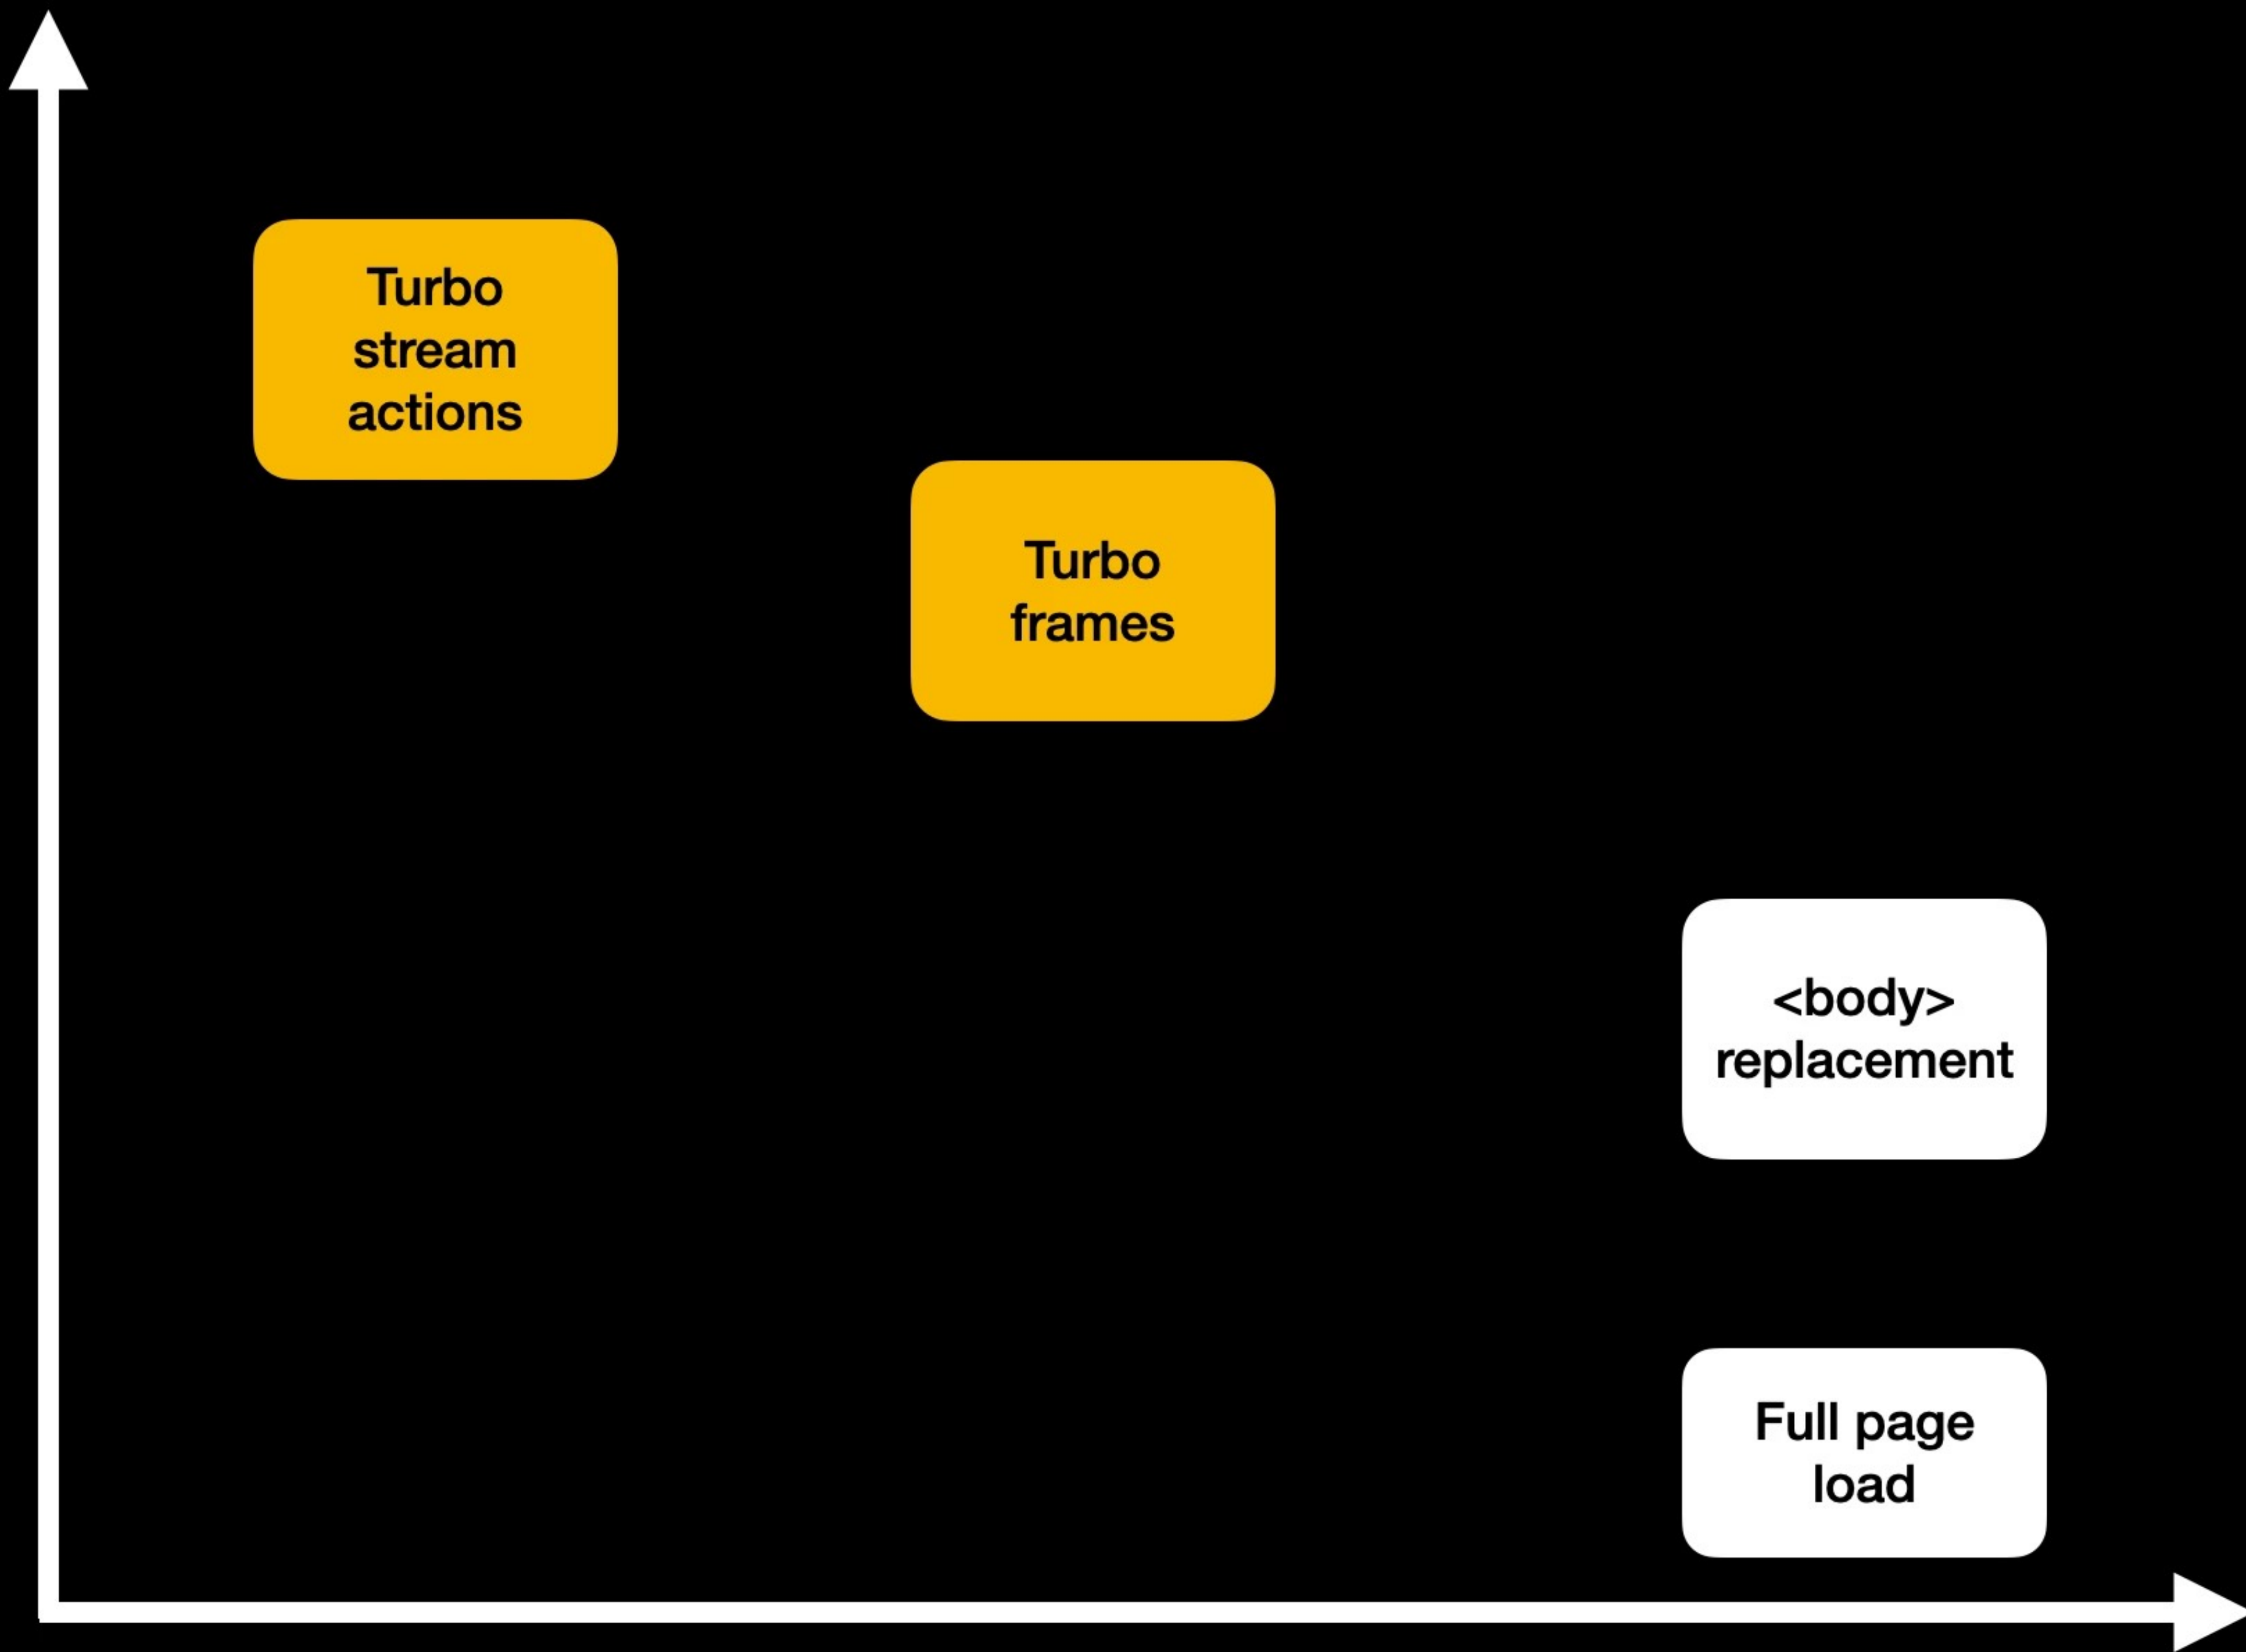 Turbo
stream
actions
Turbo
frames
<body>
replacement
Full page
load